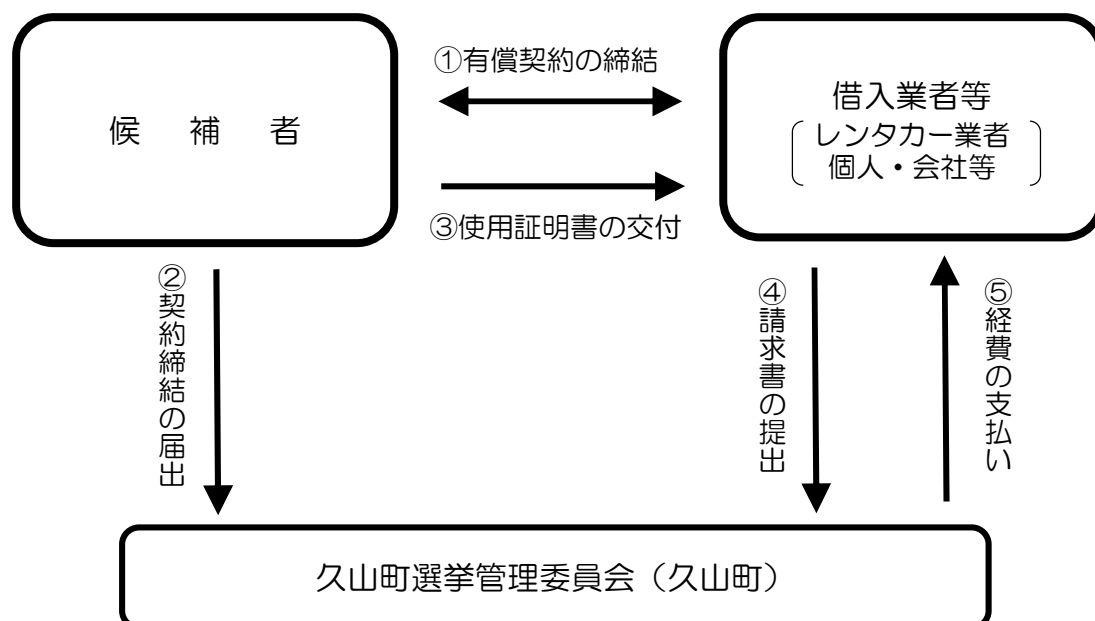 ①有償契約の締結
候　補　者
借入業者等
レンタカー業者
個人・会社等
③使用証明書の交付
②契約締結の届出
④請求書の提出
⑤経費の支払い
久山町選挙管理委員会（久山町）